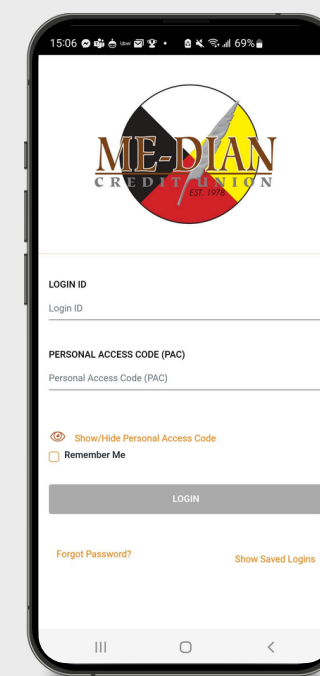 15:06 Uber 69%
ME-DIAN
CREDIT UNION
EST. 1978
LOGIN ID
Login ID
PERSONAL ACCESS CODE (PAC)
Personal Access Code (PAC)
Show/Hide Personal Access Code
Remember Me
LOGIN
Forgot Password?
Show Saved Logins